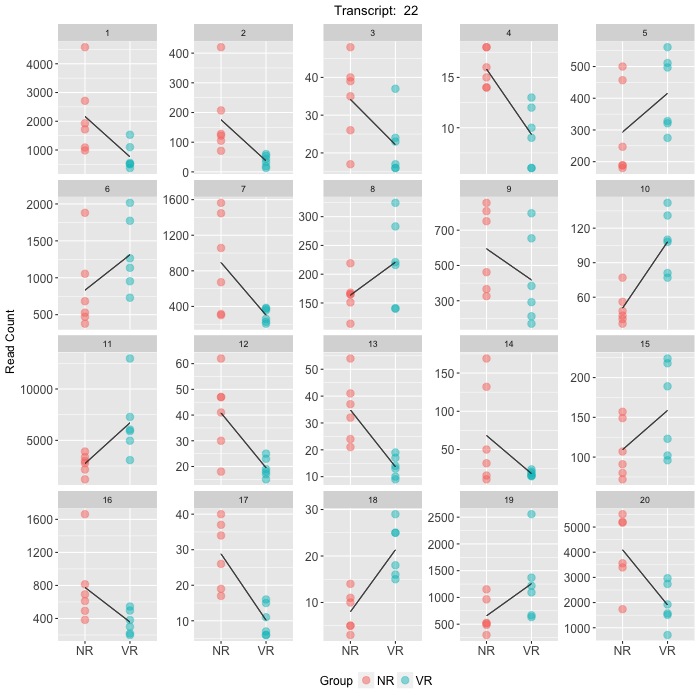 Transcript: 22
1 2 3 4 5
4000 3000 2000 1000
400 300 200 100 0
40 30 20
15 10
500 400 300 200
6 7 8 9 10
2000 1500 1000 500
1600 1200 800 400
300 250 200 150
700 500 300
120 90 60
Read Count
11 12 13 14 15
10000 5000
60 50 40 30 20
50 40 30 20 10
150 100 50
200 150 100
16 17 18 19 20
1600 1200 800 400
40 30 20 10
30 20 10
2500 2000 1500 1000 500
5000 4000 3000 2000 1000
NR VR NR VR NR VR NR VR NR VR
Group NR VR